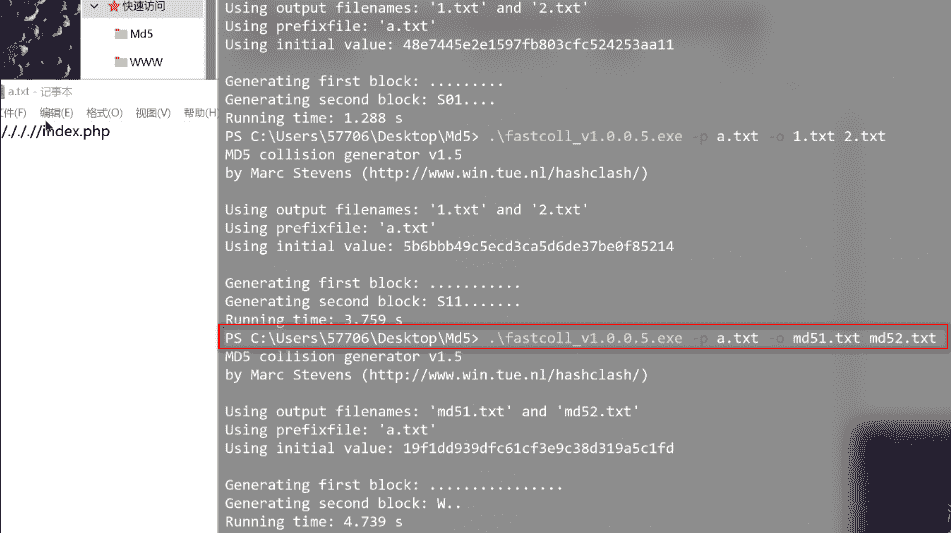 快速访问
Md5
WWW
a.txt - 记事本
文件(F) 编辑(E) 格式(O) 视图(V) 帮助(H)
/././/index.php
Using output filenames: '1.txt' and '2.txt'
Using prefixfile: 'a.txt'
Using initial value: 48e7445e2e1597fb803cfc524253aa11
Generating first block: .........
Generating second block: S01....
Running time: 1.288 s
PS C:\Users\57706\Desktop\Md5> .\fastcoll_v1.0.0.5.exe -p a.txt -o 1.txt 2.txt
MD5 collision generator v1.5
by Marc Stevens (http://www.win.tue.nl/hashclash/)
Using output filenames: '1.txt' and '2.txt'
Using prefixfile: 'a.txt'
Using initial value: 5b6bbb49c5ecd3ca5d6de37be0f85214
Generating first block: ...........
Generating second block: S11.......
Running time: 3.759 s
PS C:\Users\57706\Desktop\Md5> .\fastcoll_v1.0.0.5.exe -p a.txt -o md51.txt md52.txt
MD5 collision generator v1.5
by Marc Stevens (http://www.win.tue.nl/hashclash/)
Using output filenames: 'md51.txt' and 'md52.txt'
Using prefixfile: 'a.txt'
Using initial value: 19f1dd939dfc61cf3e9c38d319a5c1fd
Generating first block: ................
Generating second block: W..
Running time: 4.739 s